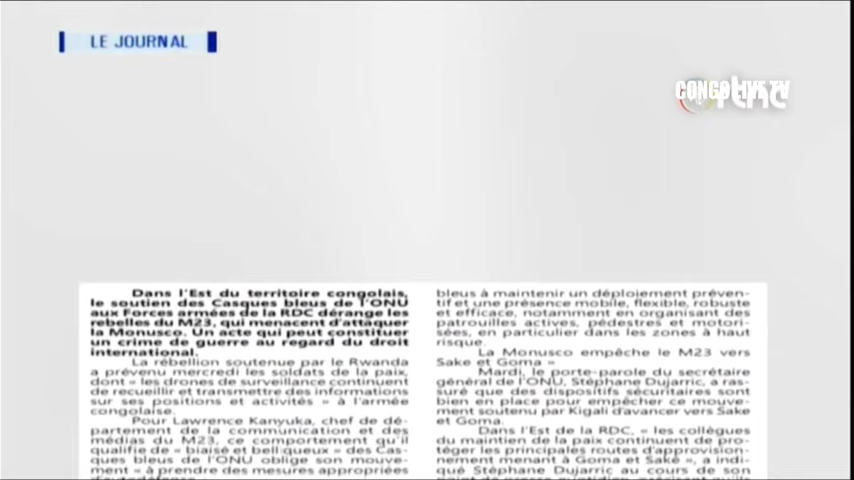 LE JOURNAL
CONGO LIVE TV
rtnc
Dans l'Est du territoire congolais,
le soutien des Casques bleus de l'ONU
aux Forces armées de la RDC dérange les
rebelles du M23, qui menacent d'attaquer
la Monusco. Un acte qui peut constituer
un crime de guerre au regard du droit
international.
La rébellion soutenue par le Rwanda
a prévenu mercredi les soldats de la paix,
dont « les drones de surveillance continuent
de recueillir et transmettre des informations
sur ses positions et activités » à l'armée
congolaise.
Pour Lawrence Kanyuka, chef de dé-
partement de la communication et des
médias du M23, ce comportement qu'il
qualifie de « biaisé et belliqueux » des Cas-
ques bleus de l'ONU oblige son mouve-
ment « à prendre des mesures appropriées
d'autodéfense
bleus à maintenir un déploiement préven-
tif et une présence mobile, flexible, robuste
et efficace, notamment en organisant des
patrouilles actives, pédestres et motori-
sées, en particulier dans les zones à haut
risque.
La Monusco empêche le M23 vers
Sake et Goma »
Mardi, le porte-parole du secrétaire
général de l'ONU, Stéphane Dujarric, a ras-
suré que des dispositifs sécuritaires sont
bien en place pour empêcher ce mouve-
ment soutenu par Kigali d'avancer vers Sake
et Goma.
Dans l'Est de la RDC, « les collègues
du maintien de la paix continuent de pro-
téger les principales routes d'approvision-
nement menant à Goma et Sake », a indi-
qué Stéphane Dujarric au cours de son
point de presse quotidien, précisant qu'ils